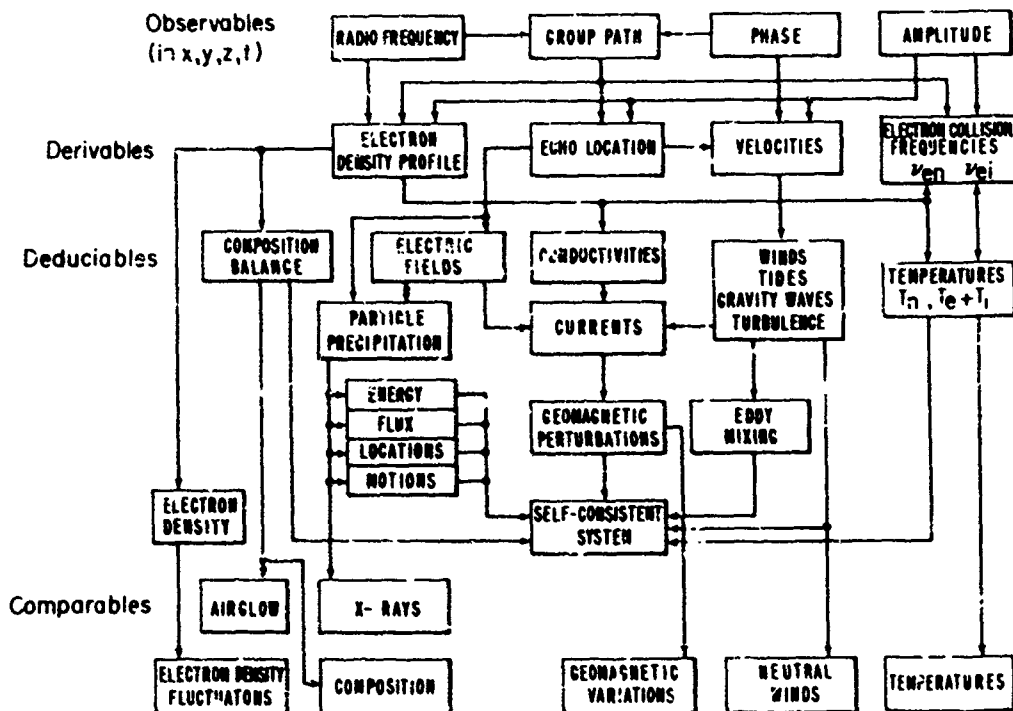 Observables
(in x,y,z,t)
RADIO FREQUENCY
GROUP PATH
PHASE
AMPLITUDE
Derivables
ELECTRON
DENSITY PROFILE
ECHO LOCATION
VELOCITIES
ELECTRON COLLISION
FREQUENCIES
νen νei
Deduciables
COMPOSITION
BALANCE
ELECTRIC
FIELDS
CONDUCTIVITIES
WINDS
TIDES
GRAVITY WAVES
TURBULENCE
TEMPERATURES
Tn , Te + Ti
PARTICLE
PRECIPITATION
CURRENTS
ENERGY
FLUX
LOCATIONS
MOTIONS
GEOMAGNETIC
PERTURBATIONS
EDDY
MIXING
ELECTRON
DENSITY
SELF-CONSISTENT
SYSTEM
Comparables
AIRGLOW
X-RAYS
ELECTRON DENSITY
FLUCTUATONS
COMPOSITION
GEOMAGNETIC
VARIATIONS
NEUTRAL
WINDS
TEMPERATURES